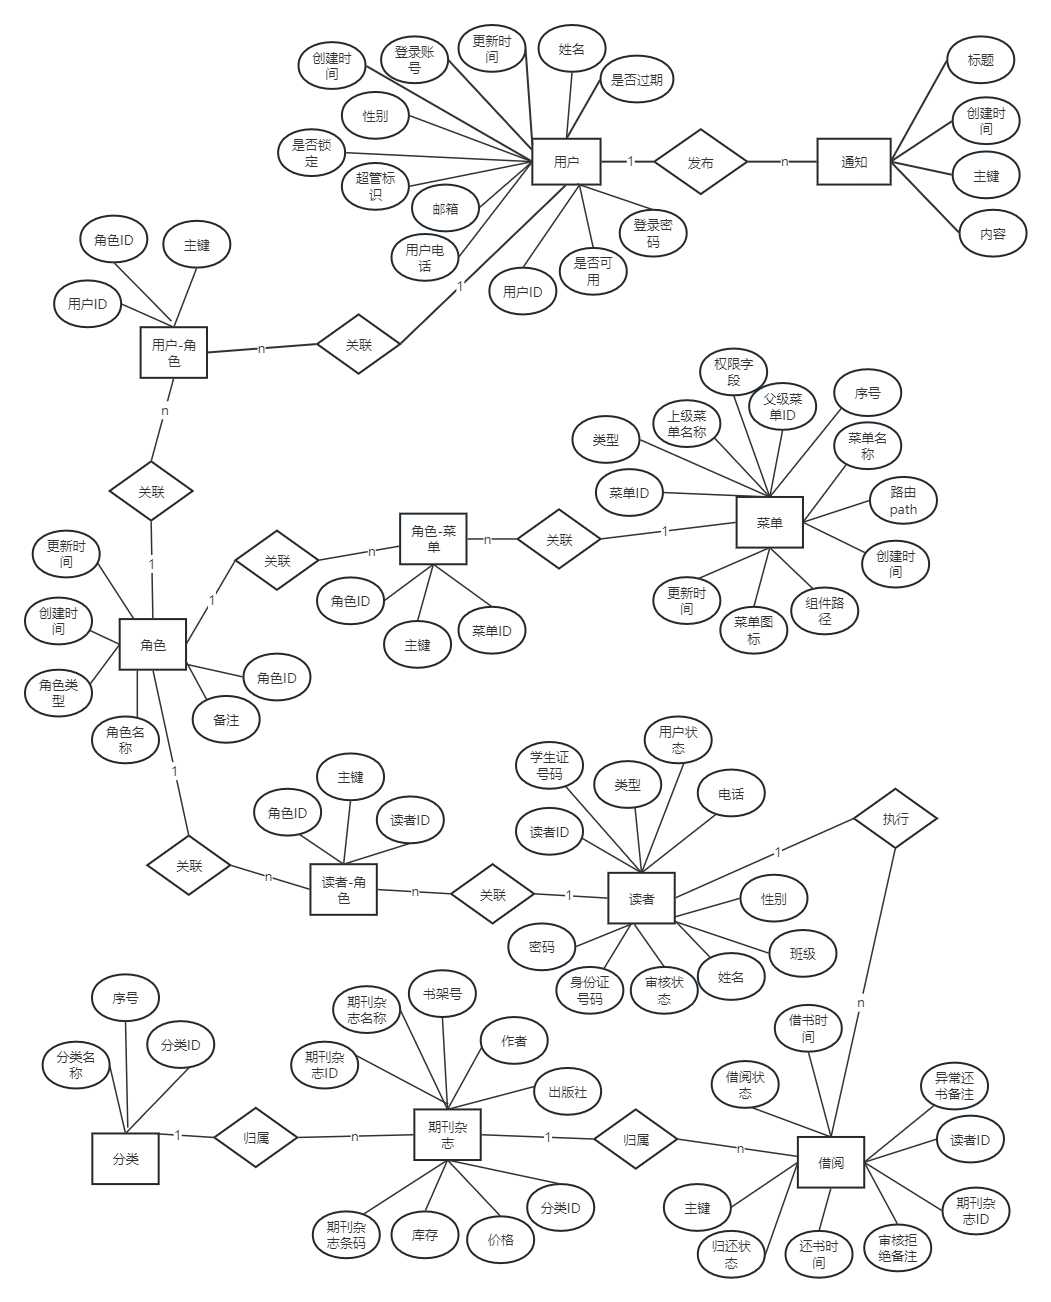 更新时
间
姓名
登录账
号
创建时
间
是否过期
标题
性别
创建时
间
是否锁
定
用户
1
发布
n
通知
超管标
识
主键
邮箱
登录密
码
内容
用户电
话
是否可
用
用户ID
1
角色ID
主键
用户ID
用户-角
色
n
关联
n
关联
1
权限字
段
父级菜
单ID
序号
上级菜
单名称
类型
菜单名
称
菜单ID
路由
path
菜单
创建时
间
更新时
间
菜单图
标
组件路
径
1
关联
n
角色-菜
单
n
关联
1
角色ID
主键
菜单ID
更新时
间
创建时
间
角色
角色类
型
角色名
称
备注
角色ID
1
关联
n
主键
角色ID
读者ID
读者-角
色
n
关联
1
用户状
态
学生证
号码
类型
电话
读者ID
读者
1
执行
n
性别
密码
班级
身份证
号码
审核状
态
姓名
序号
分类名
称
分类ID
分类
1
归属
n
书架号
期刊杂
志名称
作者
期刊杂
志ID
出版社
期刊杂
志
1
归属
n
期刊杂
志条码
库存
价格
分类ID
借书时
间
借阅状
态
异常还
书备注
读者ID
借阅
主键
期刊杂
志ID
归还状
态
还书时
间
审核拒
绝备注